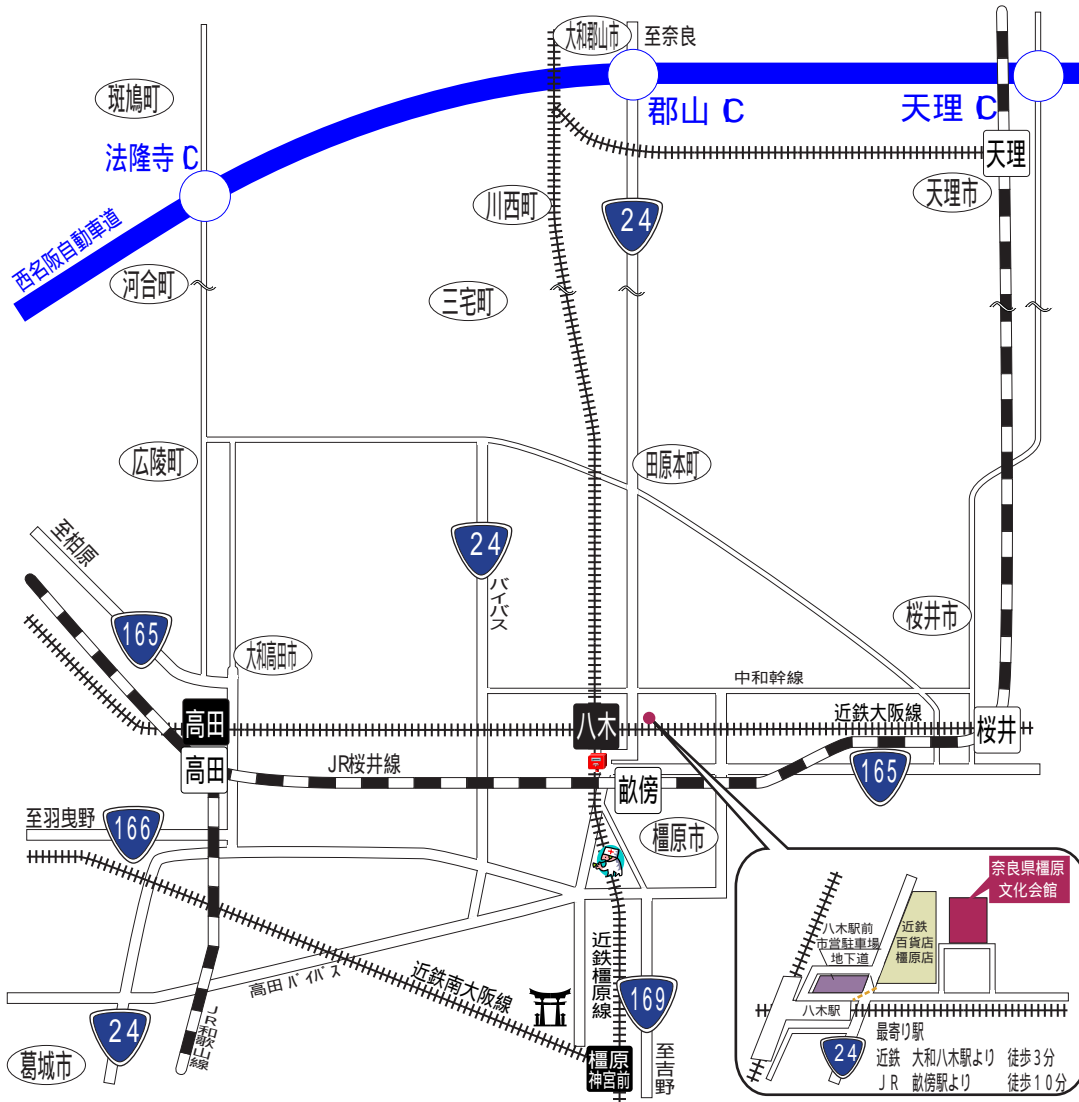 大和郡山市
至奈良
斑鳩町
郡山IC
天理IC
法隆寺IC
天理
川西町
天理市
24
西名阪自動車道
河合町
三宅町
広陵町
田原本町
至柏原
24
バイパス
165
桜井市
大和高田市
中和幹線
高田
八木
近鉄大阪線
桜井
高田
JR桜井線
畝傍
165
至羽曳野
166
橿原市
奈良県橿原
文化会館
八木駅前
市営駐車場
地下道
近鉄
百貨店
橿原店
八木駅
近鉄橿原線
近鉄南大阪線
高田バイパス
169
24
JR和歌山線
葛城市
橿原
神宮前
至吉野
24
最寄り駅
近鉄 大和八木駅より 徒歩3分
JR 畝傍駅より 徒歩10分